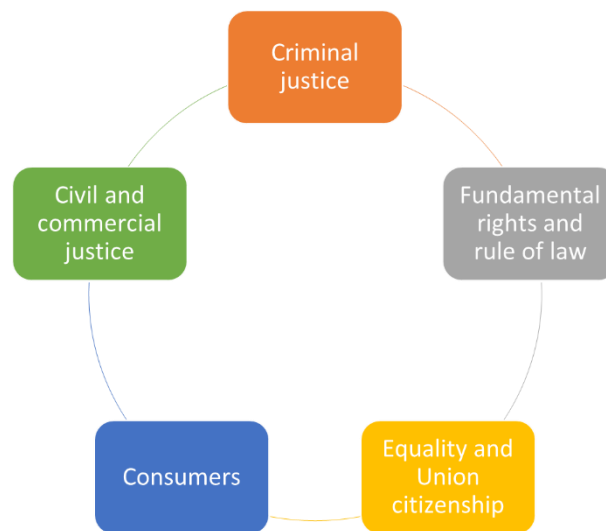 Criminal
justice
Civil and
commercial
justice
Fundamental
rights and
rule of law
Consumers
Equality and
Union
citizenship